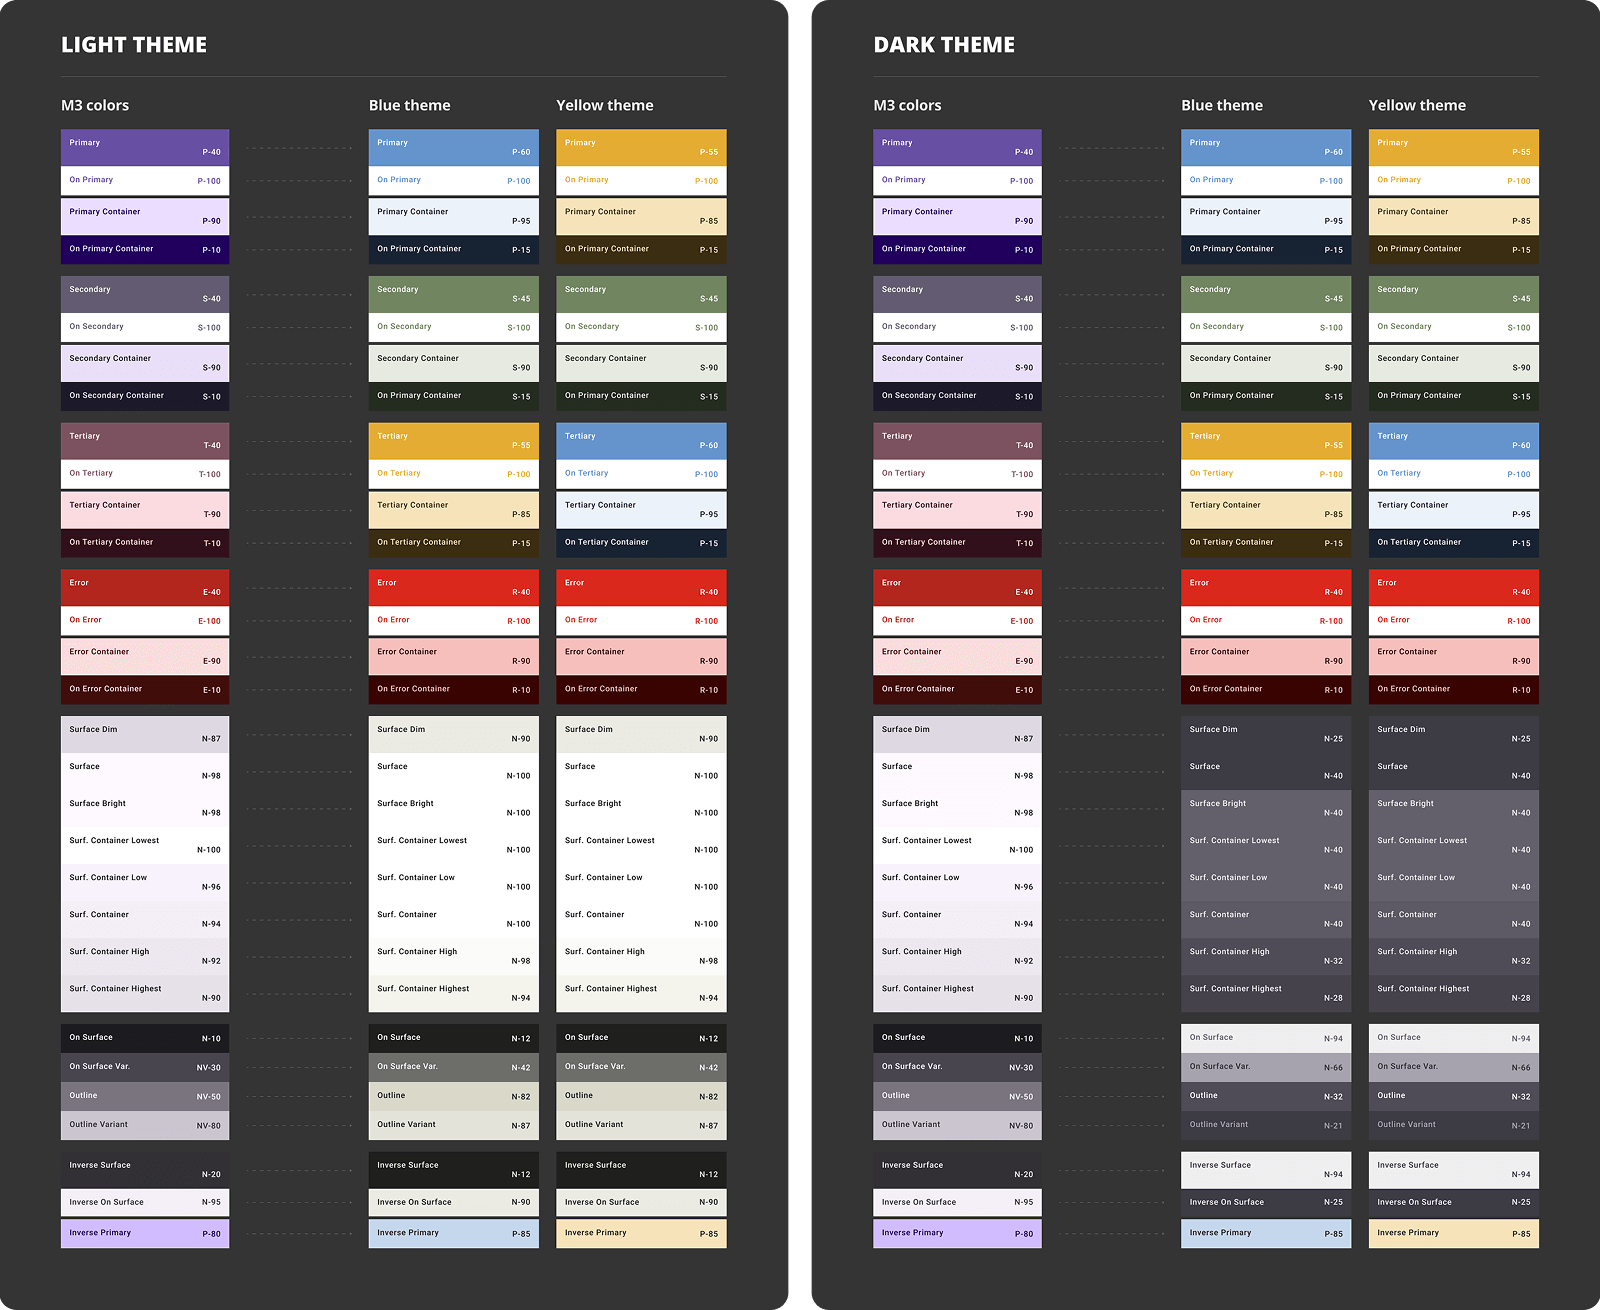 LIGHT THEME
M3 colors
Primary
P-40
On Primary
P-100
Primary Container
P-90
On Primary Container
P-10
Secondary
S-40
On Secondary
S-100
Secondary Container
S-90
On Secondary Container
S-10
Tertiary
T-40
On Tertiary
T-100
Tertiary Container
T-90
On Tertiary Container
T-10
Error
E-40
On Error
E-100
Error Container
E-90
On Error Container
E-10
Surface Dim
N-87
Surface
N-98
Surface Bright
N-98
Surf. Container Lowest
N-100
Surf. Container Low
N-96
Surf. Container
N-94
Surf. Container High
N-92
Surf. Container Highest
N-90
On Surface
N-10
On Surface Var.
NV-30
Outline
NV-50
Outline Variant
NV-80
Inverse Surface
N-20
Inverse On Surface
N-95
Inverse Primary
P-80
Blue theme
Primary
P-60
On Primary
P-100
Primary Container
P-95
On Primary Container
P-15
Secondary
S-45
On Secondary
S-100
Secondary Container
S-90
On Primary Container
S-15
Tertiary
P-55
On Tertiary
P-100
Tertiary Container
P-85
On Tertiary Container
P-15
Error
R-40
On Error
R-100
Error Container
R-90
On Error Container
R-10
Surface Dim
N-90
Surface
N-100
Surface Bright
N-100
Surf. Container Lowest
N-100
Surf. Container Low
N-100
Surf. Container
N-100
Surf. Container High
N-98
Surf. Container Highest
N-94
On Surface
N-12
On Surface Var.
N-42
Outline
N-82
Outline Variant
N-87
Inverse Surface
N-12
Inverse On Surface
N-90
Inverse Primary
P-85
Yellow theme
Primary
P-55
On Primary
P-100
Primary Container
P-85
On Primary Container
P-15
Secondary
S-45
On Secondary
S-100
Secondary Container
S-90
On Primary Container
S-15
Tertiary
P-60
On Tertiary
P-100
Tertiary Container
P-95
On Tertiary Container
P-15
Error
R-40
On Error
R-100
Error Container
R-90
On Error Container
R-10
Surface Dim
N-90
Surface
N-100
Surface Bright
N-100
Surf. Container Lowest
N-100
Surf. Container Low
N-100
Surf. Container
N-100
Surf. Container High
N-98
Surf. Container Highest
N-94
On Surface
N-12
On Surface Var.
N-42
Outline
N-82
Outline Variant
N-87
Inverse Surface
N-12
Inverse On Surface
N-90
Inverse Primary
P-85
DARK THEME
M3 colors
Primary
P-40
On Primary
P-100
Primary Container
P-90
On Primary Container
P-10
Secondary
S-40
On Secondary
S-100
Secondary Container
S-90
On Secondary Container
S-10
Tertiary
T-40
On Tertiary
T-100
Tertiary Container
T-90
On Tertiary Container
T-10
Error
E-40
On Error
E-100
Error Container
E-90
On Error Container
E-10
Surface Dim
N-87
Surface
N-98
Surface Bright
N-98
Surf. Container Lowest
N-100
Surf. Container Low
N-96
Surf. Container
N-94
Surf. Container High
N-92
Surf. Container Highest
N-90
On Surface
N-10
On Surface Var.
NV-30
Outline
NV-50
Outline Variant
NV-80
Inverse Surface
N-20
Inverse On Surface
N-95
Inverse Primary
P-80
Blue theme
Primary
P-60
On Primary
P-100
Primary Container
P-95
On Primary Container
P-15
Secondary
S-45
On Secondary
S-100
Secondary Container
S-90
On Primary Container
S-15
Tertiary
P-55
On Tertiary
P-100
Tertiary Container
P-85
On Tertiary Container
P-15
Error
R-40
On Error
R-100
Error Container
R-90
On Error Container
R-10
Surface Dim
N-25
Surface
N-40
Surface Bright
N-40
Surf. Container Lowest
N-40
Surf. Container Low
N-40
Surf. Container
N-40
Surf. Container High
N-32
Surf. Container Highest
N-28
On Surface
N-94
On Surface Var.
N-66
Outline
N-32
Outline Variant
N-21
Inverse Surface
N-94
Inverse On Surface
N-25
Inverse Primary
P-85
Yellow theme
Primary
P-55
On Primary
P-100
Primary Container
P-85
On Primary Container
P-15
Secondary
S-45
On Secondary
S-100
Secondary Container
S-90
On Primary Container
S-15
Tertiary
P-60
On Tertiary
P-100
Tertiary Container
P-95
On Tertiary Container
P-15
Error
R-40
On Error
R-100
Error Container
R-90
On Error Container
R-10
Surface Dim
N-25
Surface
N-40
Surface Bright
N-40
Surf. Container Lowest
N-40
Surf. Container Low
N-40
Surf. Container
N-40
Surf. Container High
N-32
Surf. Container Highest
N-28
On Surface
N-94
On Surface Var.
N-66
Outline
N-32
Outline Variant
N-21
Inverse Surface
N-94
Inverse On Surface
N-25
Inverse Primary
P-85